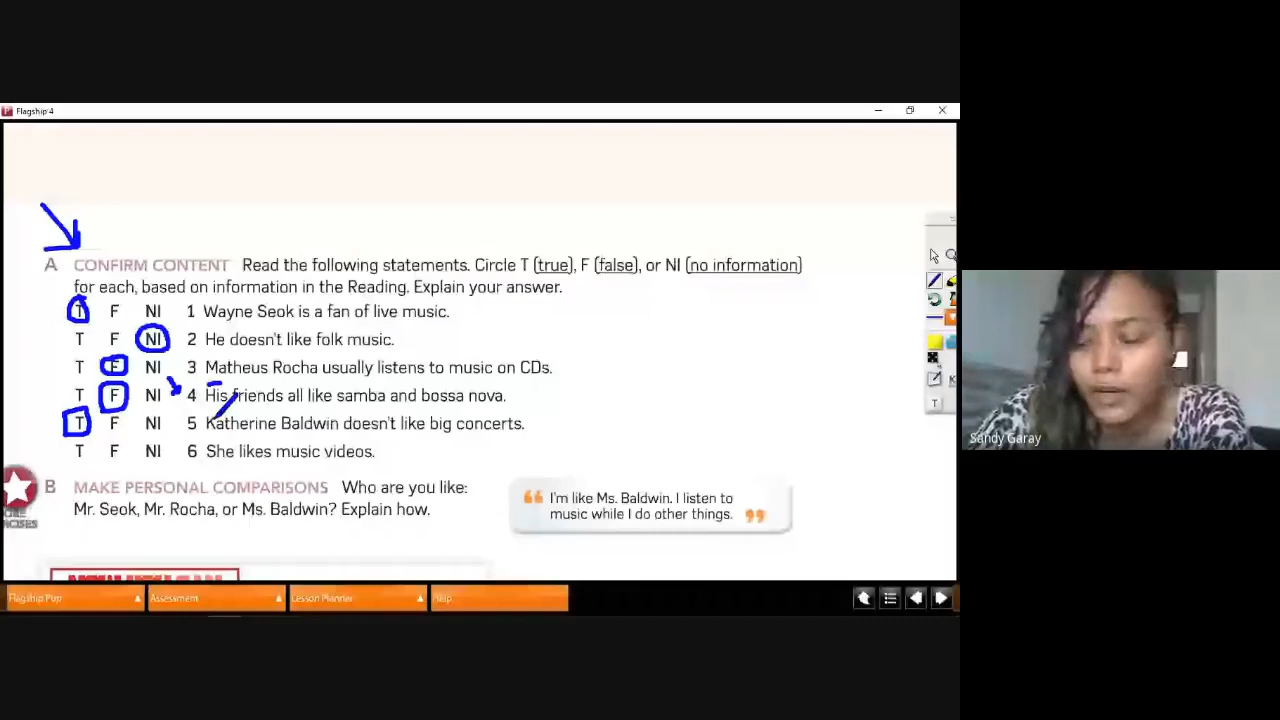 Flagship 4
A CONFIRM CONTENT Read the following statements. Circle T (true), F (false), or NI (no information)
for each, based on information in the Reading. Explain your answer.
T F NI 1 Wayne Seok is a fan of live music.
T F NI 2 He doesn't like folk music.
T F NI 3 Matheus Rocha usually listens to music on CDs.
T F NI 4 His friends all like samba and bossa nova.
T F NI 5 Katherine Baldwin doesn't like big concerts.
T F NI 6 She likes music videos.
B MAKE PERSONAL COMPARISONS Who are you like:
Mr. Seok, Mr. Rocha, or Ms. Baldwin? Explain how.
"I'm like Ms. Baldwin. I listen to
music while I do other things."
Flagship Pop Assessment Lesson Planner Help
T
Sandy Garay